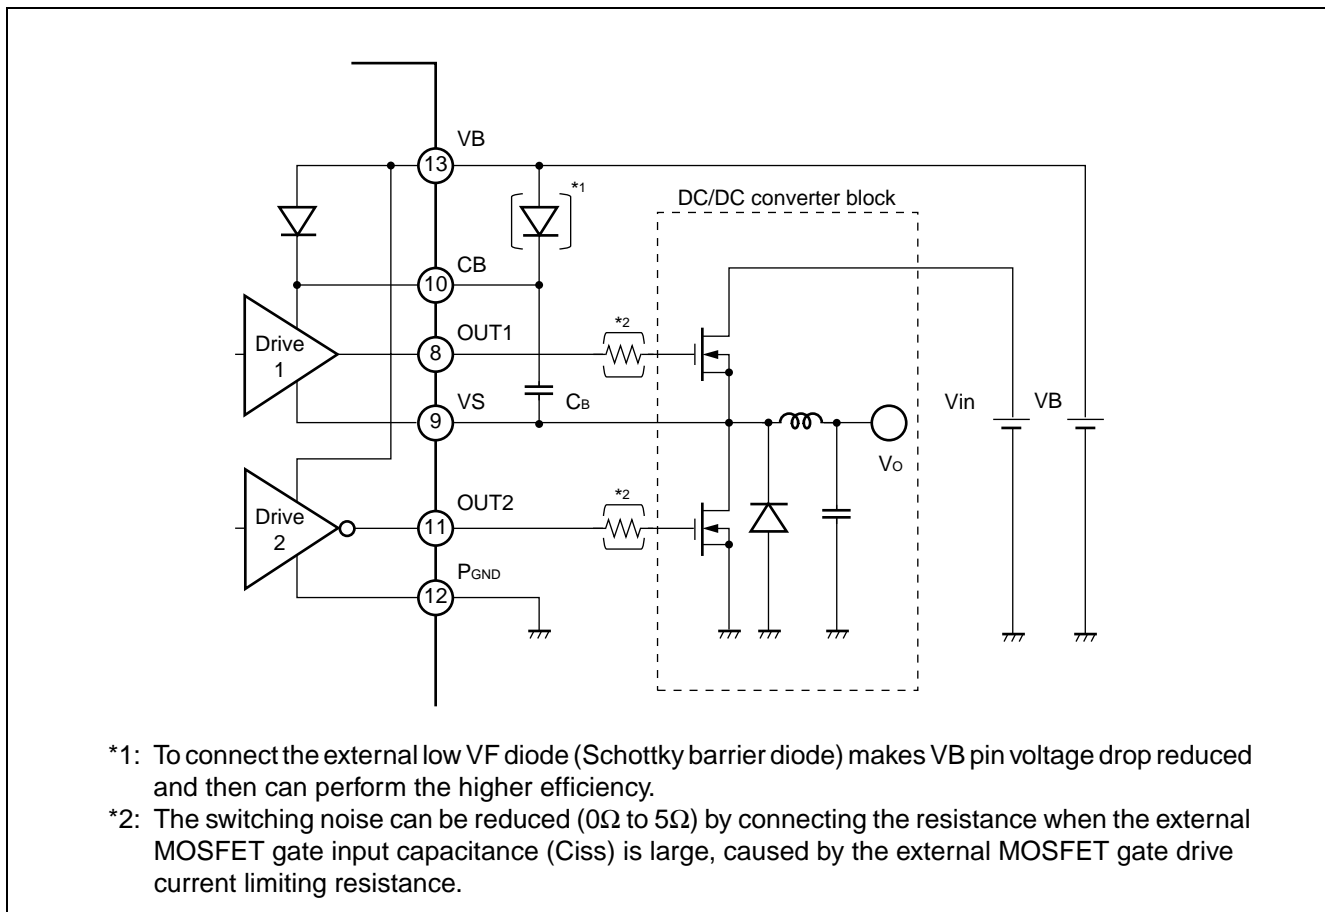 VB
13
*1
DC/DC converter block
CB
10
OUT1
*2
Drive
1
8
VS
CB
Vin
VB
9
VO
OUT2
*2
Drive
2
11
PGND
12
*1: To connect the external low VF diode (Schottky barrier diode) makes VB pin voltage drop reduced
and then can perform the higher efficiency.
*2: The switching noise can be reduced (0Ω to 5Ω) by connecting the resistance when the external
MOSFET gate input capacitance (Ciss) is large, caused by the external MOSFET gate drive
current limiting resistance.